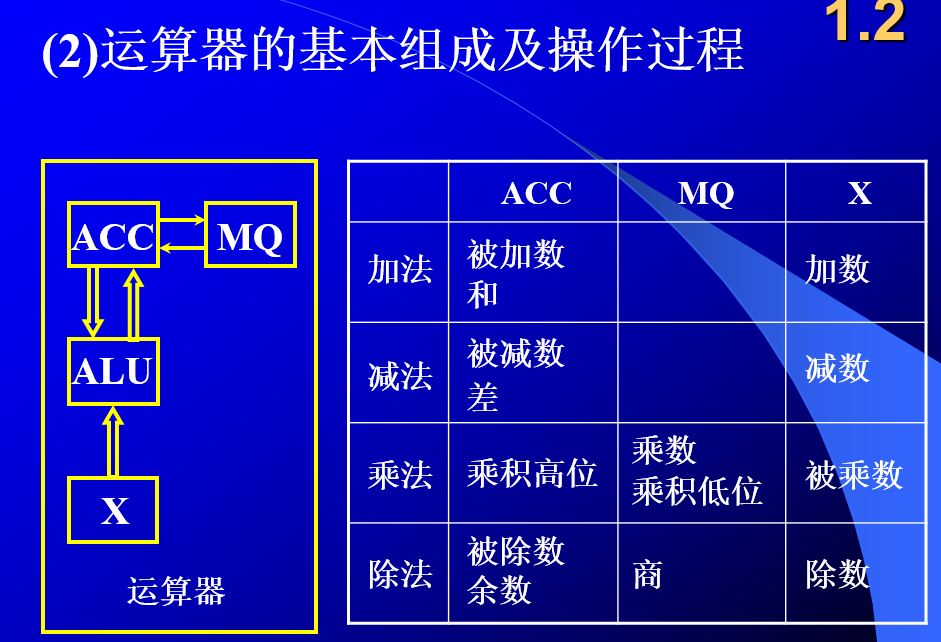 1.2
(2)运算器的基本组成及操作过程
ACC
MQ
ALU
X
运算器
ACC MQ X
加法 被加数 和 加数
减法 被减数 差 减数
乘法 乘积高位 乘数 乘积低位 被乘数
除法 被除数 余数 商 除数